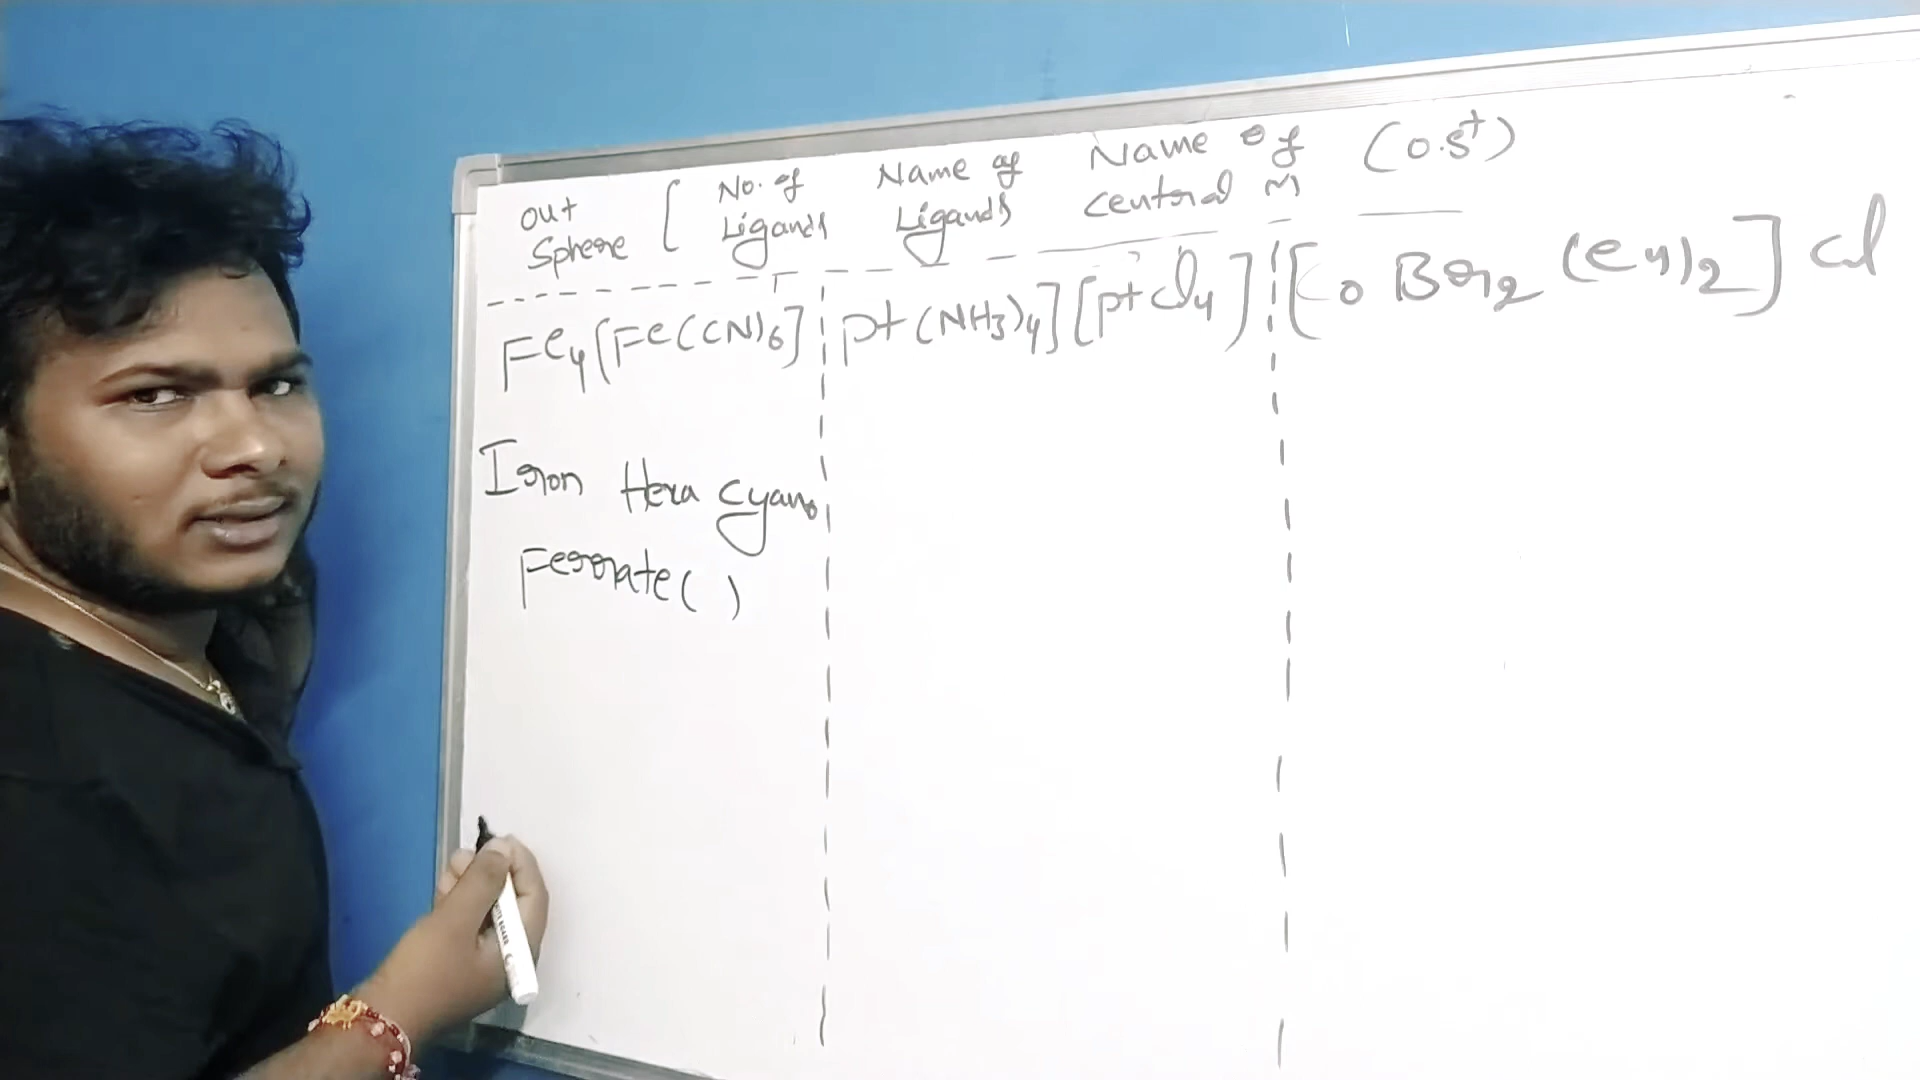 Out Sphere [ No. of Ligands Name of Ligands Name of central M (O.S+)
Fe4[Fe(CN)6] pt(NH3)4][ptCl4] [Co Br2 (en)2] Cl
Iron Hexa cyano
Ferrate( )